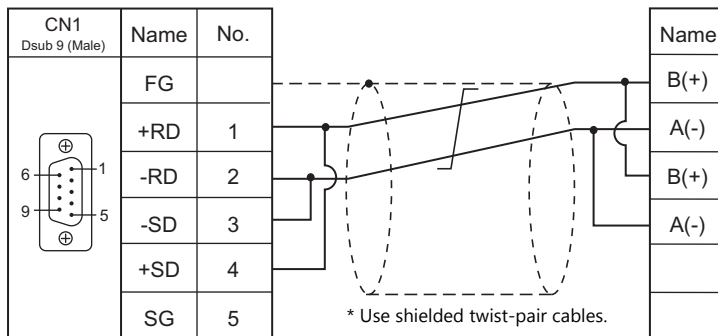 CN1
Dsub 9 (Male)
Name
No.
Name
FG
B(+)
+RD
1
A(-)
-RD
2
B(+)
-SD
3
A(-)
+SD
4
SG
5
6
1
9
5
* Use shielded twist-pair cables.